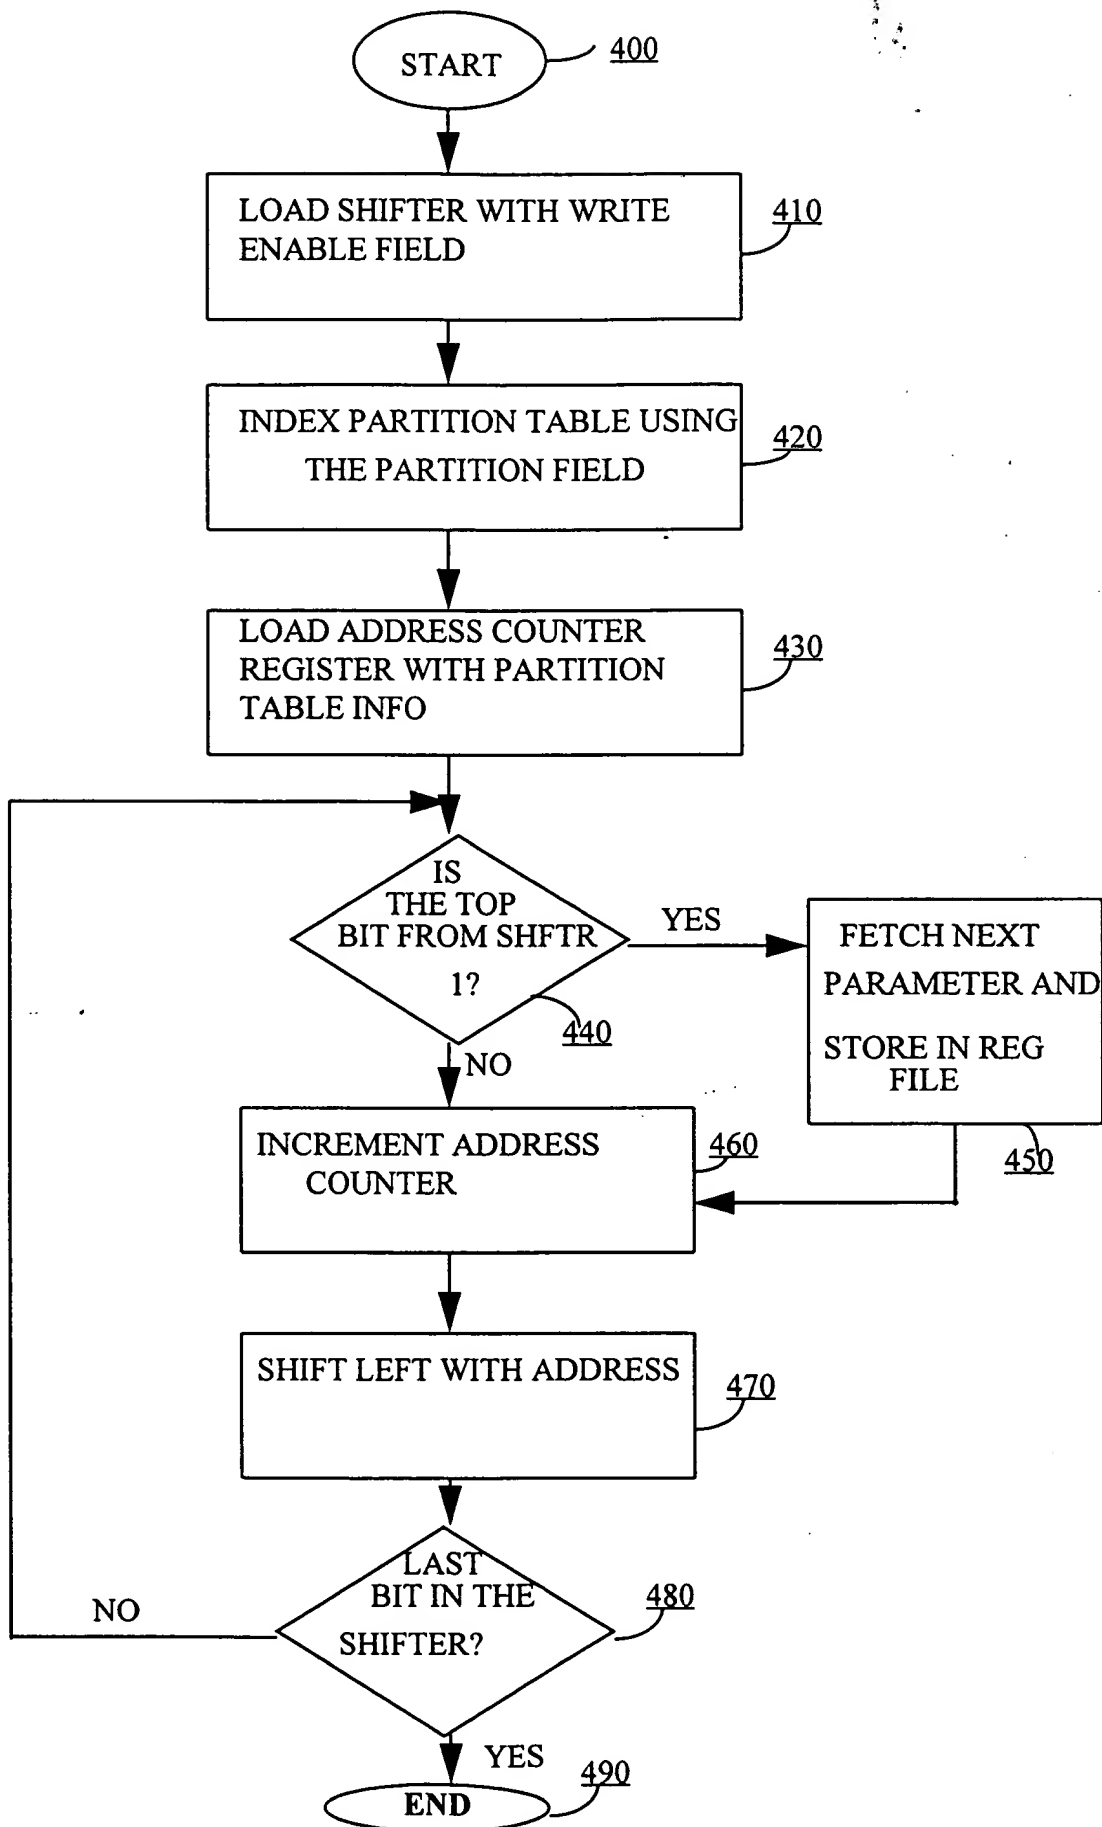 START
400
LOAD SHIFTER WITH WRITE
ENABLE FIELD
410
INDEX PARTITION TABLE USING
THE PARTITION FIELD
420
LOAD ADDRESS COUNTER
REGISTER WITH PARTITION
TABLE INFO
430
IS
THE TOP
BIT FROM SHFTR
1?
440
YES
FETCH NEXT
PARAMETER AND
STORE IN REG
FILE
450
NO
INCREMENT ADDRESS
COUNTER
460
SHIFT LEFT WITH ADDRESS
470
LAST
BIT IN THE
SHIFTER?
480
NO
YES
END
490